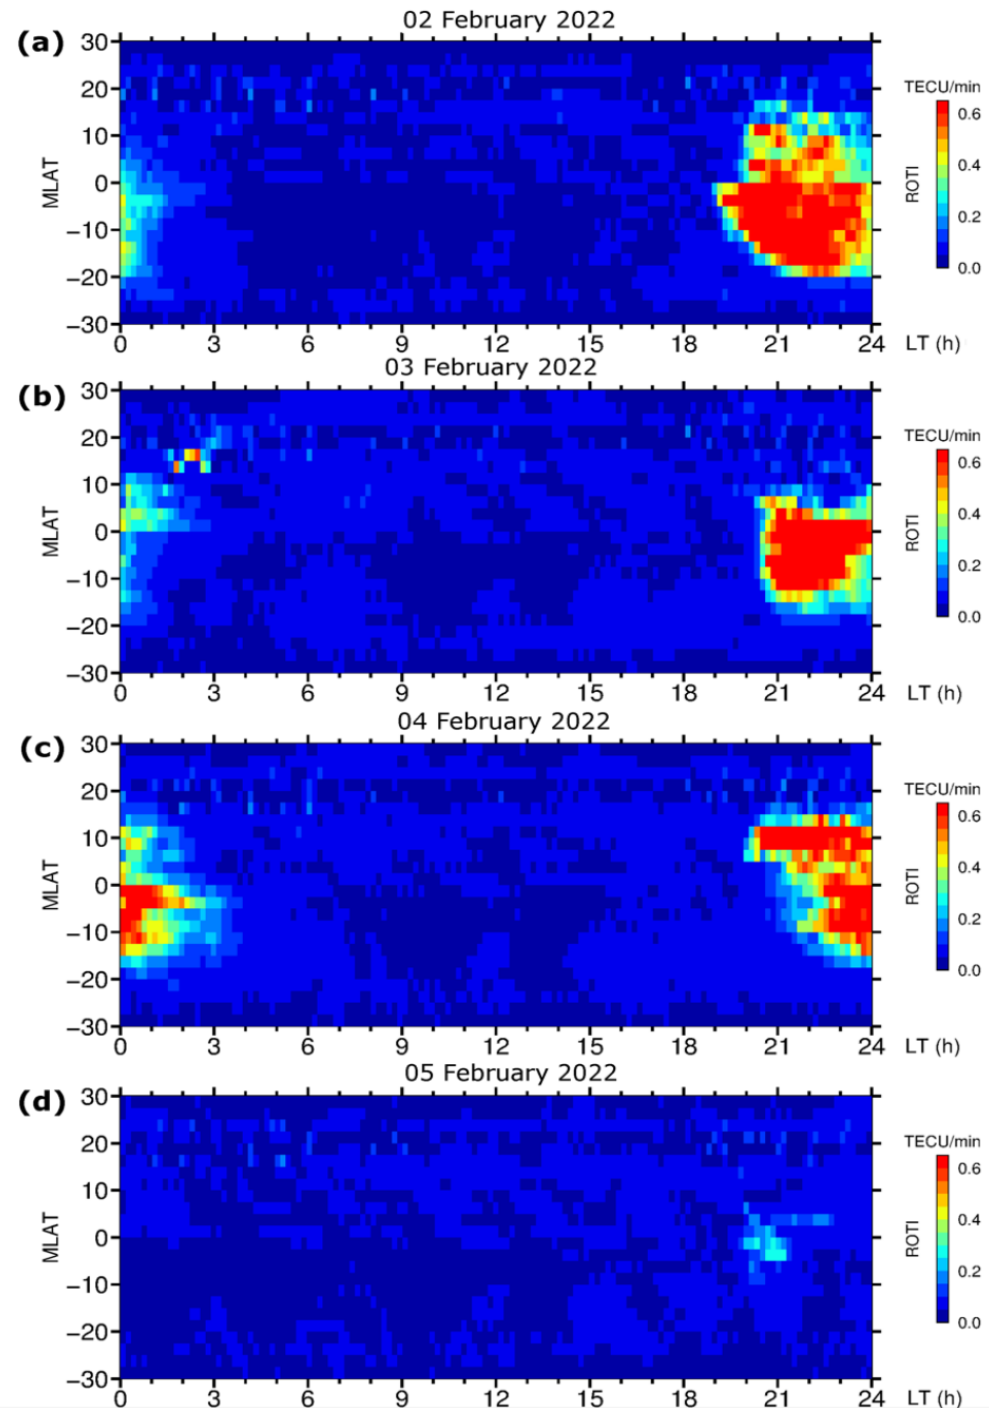 02 February 2022
(a)
30
20
10
0
−10
−20
−30
MLAT
0 3 6 9 12 15 18 21 24 LT (h)
TECU/min
0.6
0.4
0.2
0.0
ROTI
03 February 2022
(b)
30
20
10
0
−10
−20
−30
MLAT
0 3 6 9 12 15 18 21 24 LT (h)
TECU/min
0.6
0.4
0.2
0.0
ROTI
04 February 2022
(c)
30
20
10
0
−10
−20
−30
MLAT
0 3 6 9 12 15 18 21 24 LT (h)
TECU/min
0.6
0.4
0.2
0.0
ROTI
05 February 2022
(d)
30
20
10
0
−10
−20
−30
MLAT
0 3 6 9 12 15 18 21 24 LT (h)
TECU/min
0.6
0.4
0.2
0.0
ROTI